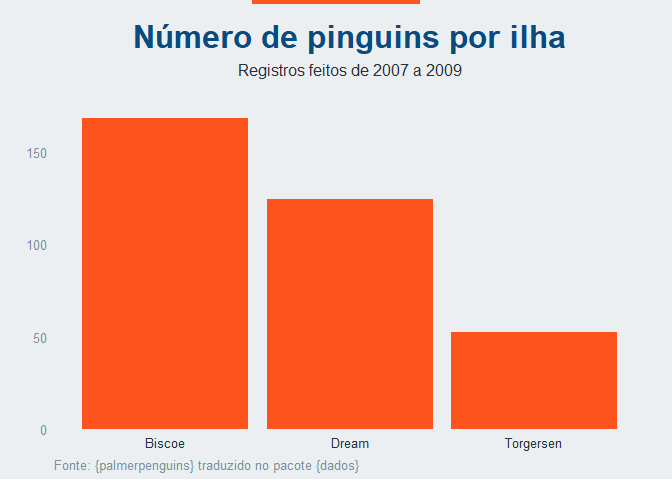 Número de pinguins por ilha
Registros feitos de 2007 a 2009
150
100
50
0
Biscoe Dream Torgersen
Fonte: {palmerpenguins} traduzido no pacote {dados}